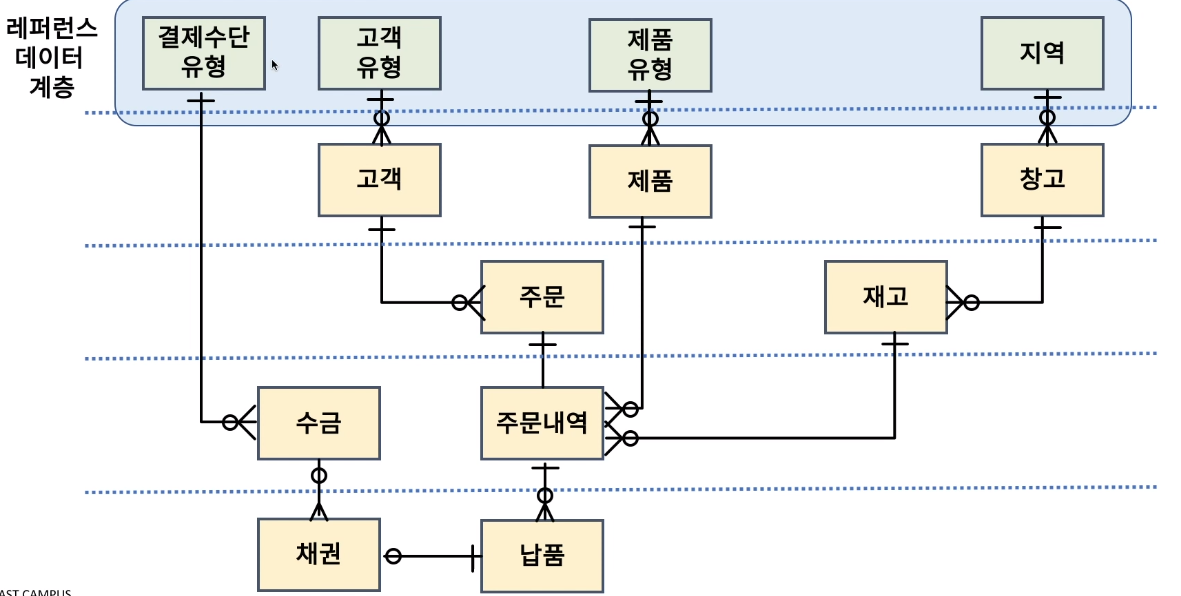 레퍼런스
데이터
계층
결제수단
유형
고객
유형
제품
유형
지역
고객
제품
창고
주문
재고
수금
주문내역
채권
납품
AST CAMPUS